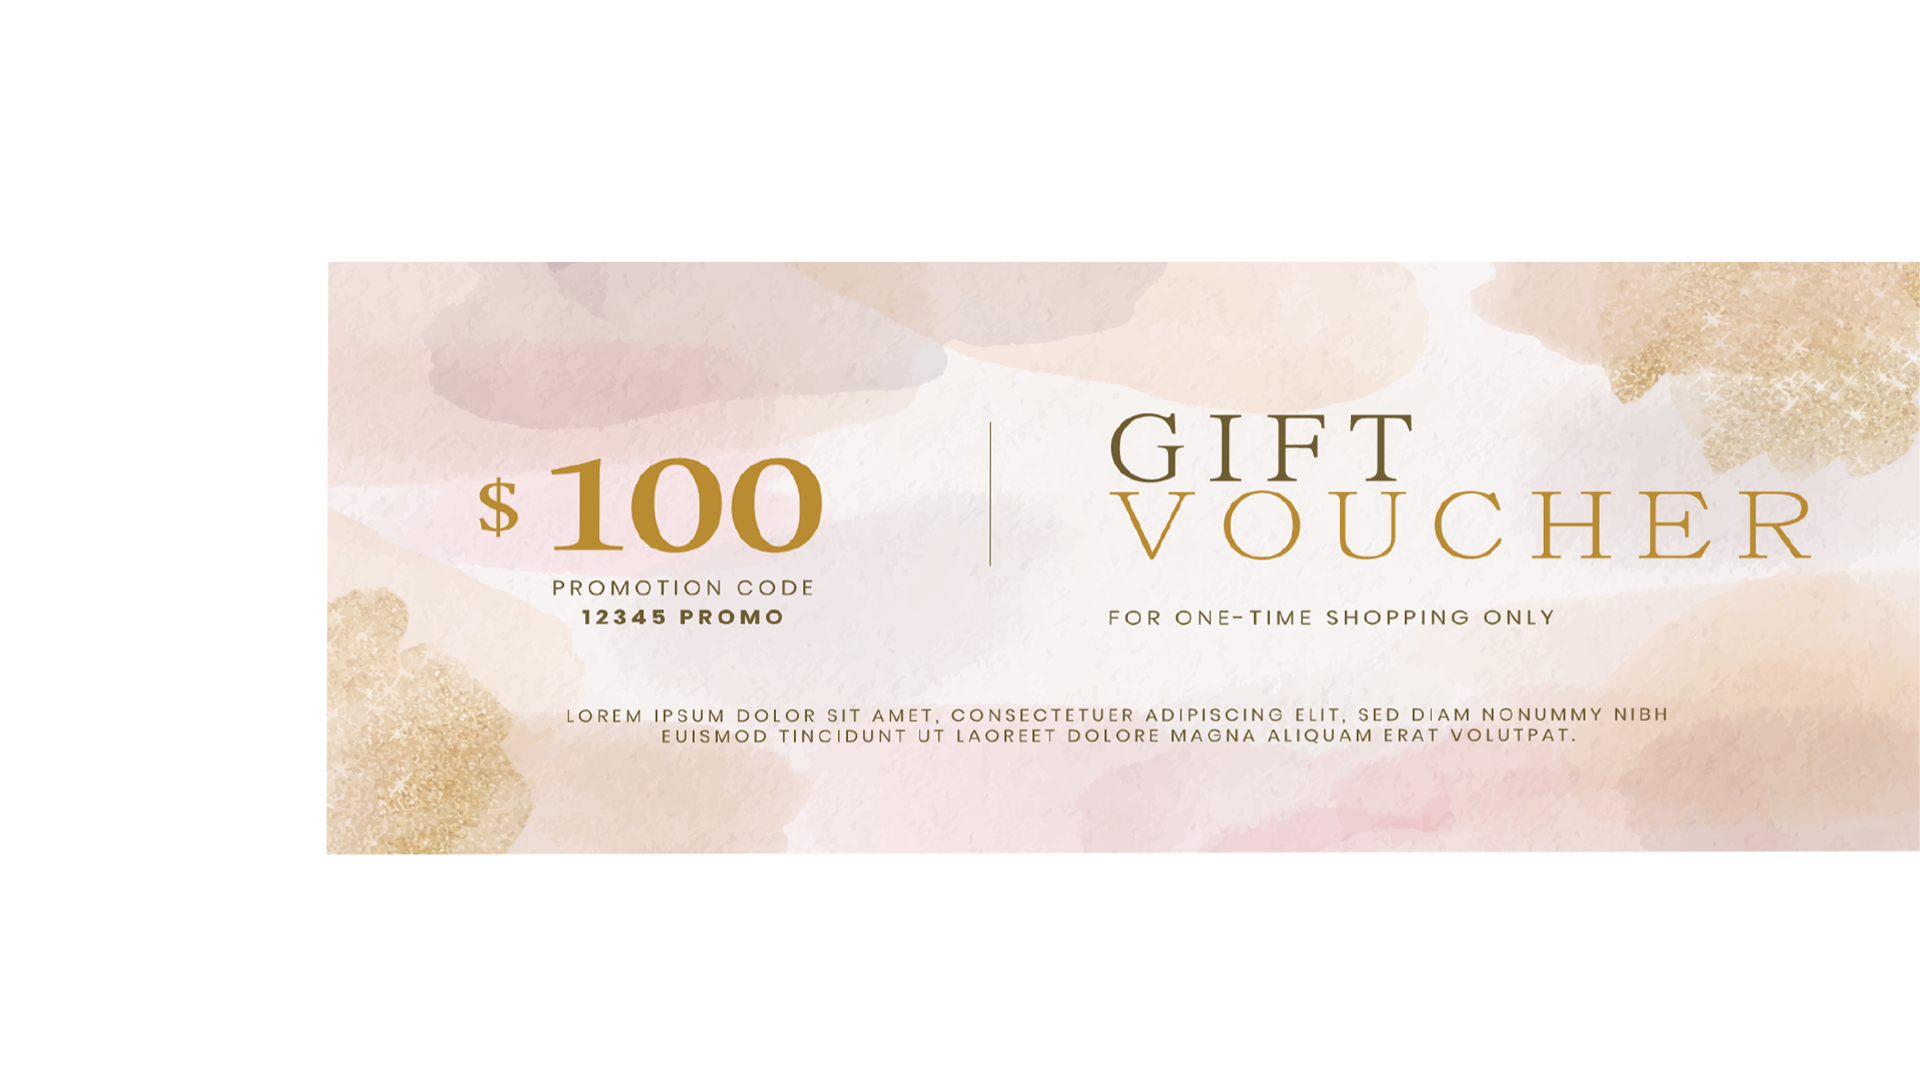 $ 100
PROMOTION CODE
12345 PROMO
GIFT
VOUCHER
FOR ONE-TIME SHOPPING ONLY
LOREM IPSUM DOLOR SIT AMET, CONSECTETUER ADIPISCING ELIT, SED DIAM NONUMMY NIBH
EUISMOD TINCIDUNT UT LAOREET DOLORE MAGNA ALIQUAM ERAT VOLUTPAT.